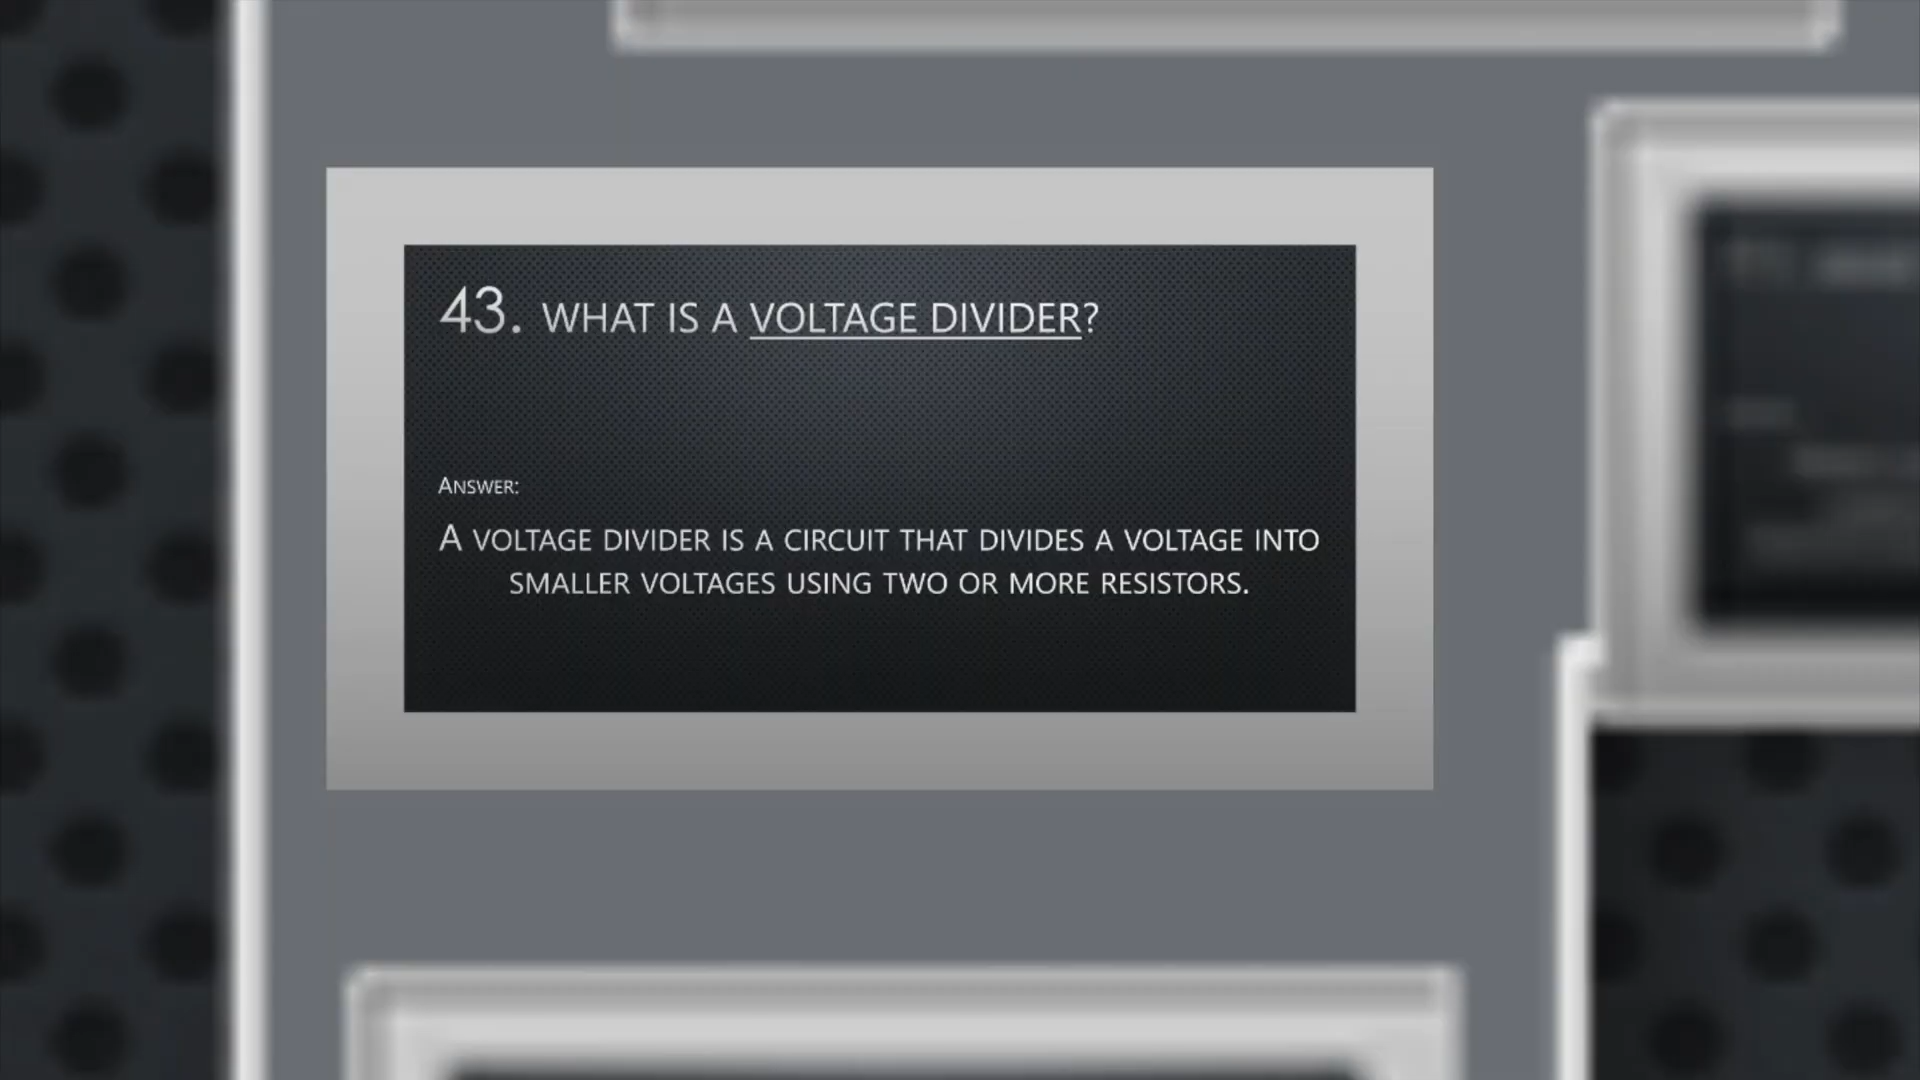 43. WHAT IS A VOLTAGE DIVIDER?
ANSWER:
A VOLTAGE DIVIDER IS A CIRCUIT THAT DIVIDES A VOLTAGE INTO
SMALLER VOLTAGES USING TWO OR MORE RESISTORS.